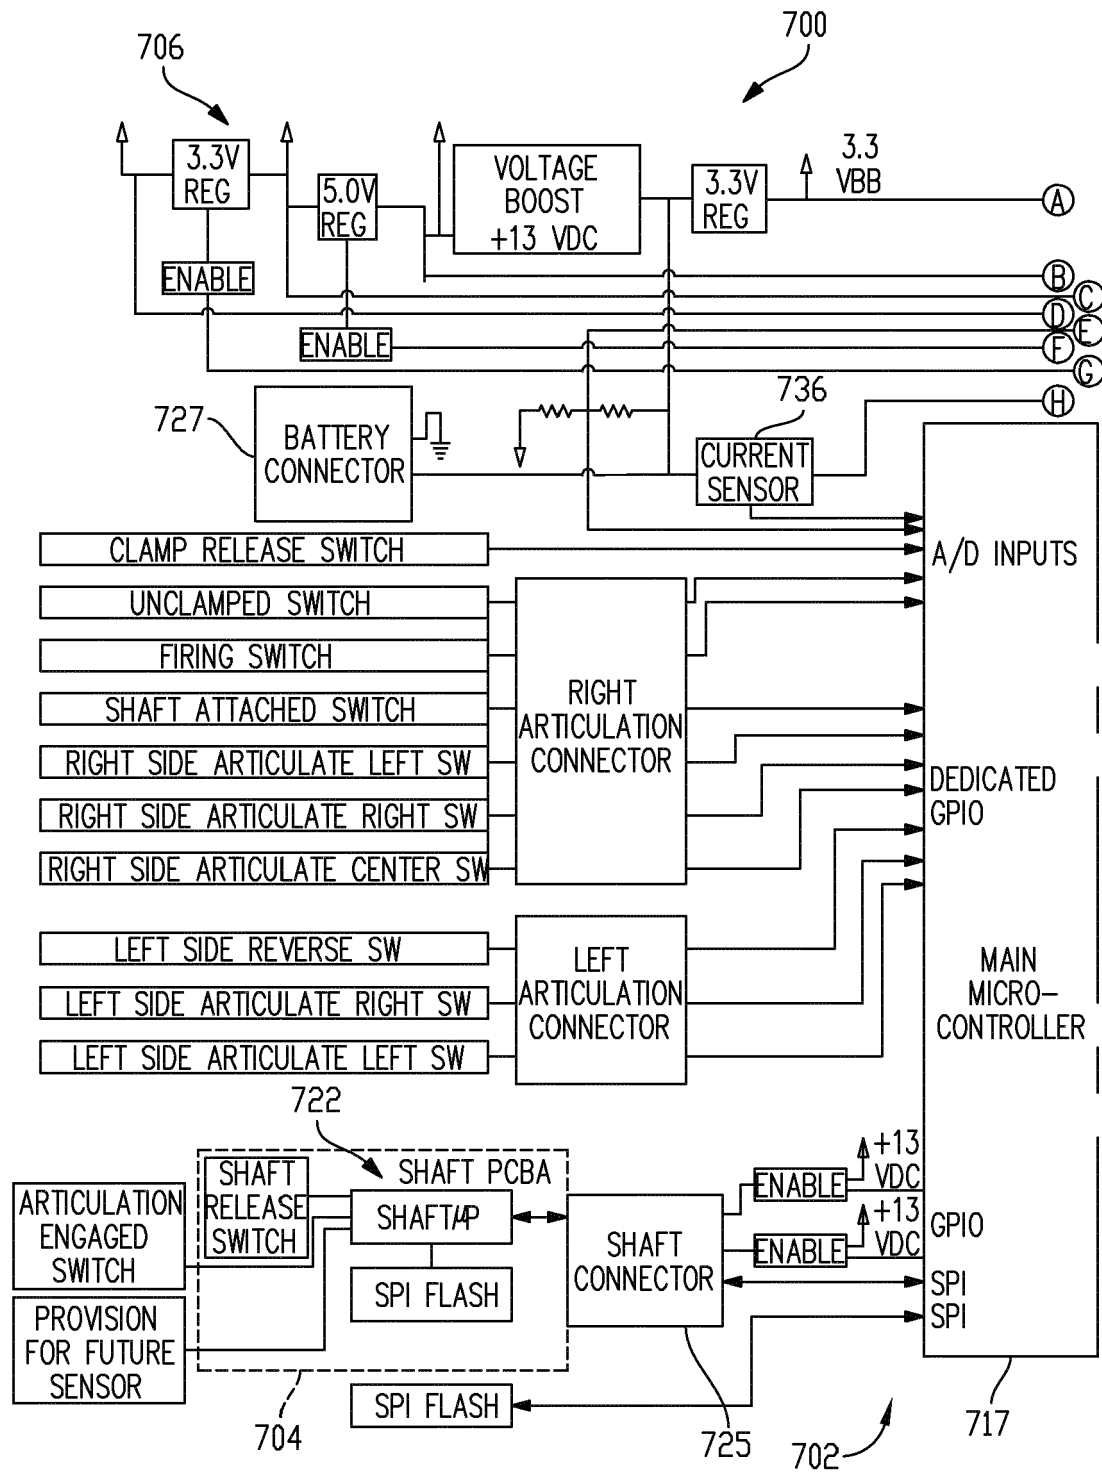 700
706
3.3V
REG
5.0V
REG
VOLTAGE
BOOST
+13 VDC
3.3V
REG
3.3
VBB
A
ENABLE
B
C
D
E
ENABLE
F
G
H
727
BATTERY
CONNECTOR
736
CURRENT
SENSOR
CLAMP RELEASE SWITCH
A/D INPUTS
UNCLAMPED SWITCH
FIRING SWITCH
SHAFT ATTACHED SWITCH
RIGHT SIDE ARTICULATE LEFT SW
RIGHT SIDE ARTICULATE RIGHT SW
RIGHT SIDE ARTICULATE CENTER SW
RIGHT
ARTICULATION
CONNECTOR
DEDICATED
GPIO
LEFT SIDE REVERSE SW
LEFT SIDE ARTICULATE RIGHT SW
LEFT SIDE ARTICULATE LEFT SW
LEFT
ARTICULATION
CONNECTOR
MAIN
MICRO-
CONTROLLER
722
SHAFT PCBA
SHAFT
RELEASE
SWITCH
ARTICULATION
ENGAGED
SWITCH
SHAFT μP
SPI FLASH
PROVISION
FOR FUTURE
SENSOR
SHAFT
CONNECTOR
ENABLE
+13
VDC
ENABLE
+13
VDC
GPIO
SPI
SPI
SPI FLASH
704
725
702
717